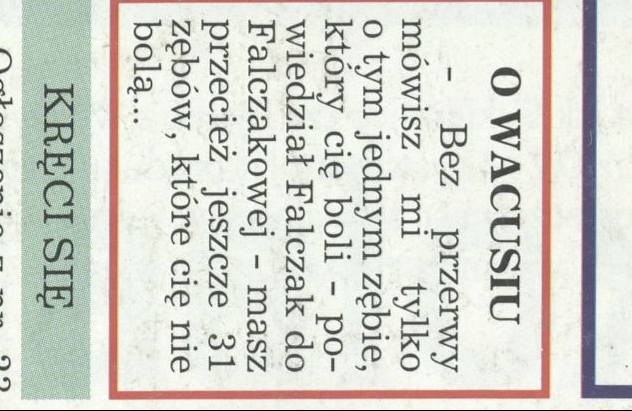 O WACUSIU
- Bez przerwy
mówisz mi tylko
o tym jednym zębie,
który cię boli - po-
wiedział Falczak do
Falczakowej - masz
przecież jeszcze 31
zębów, które cię nie
bolą...
KRĘCI SIĘ